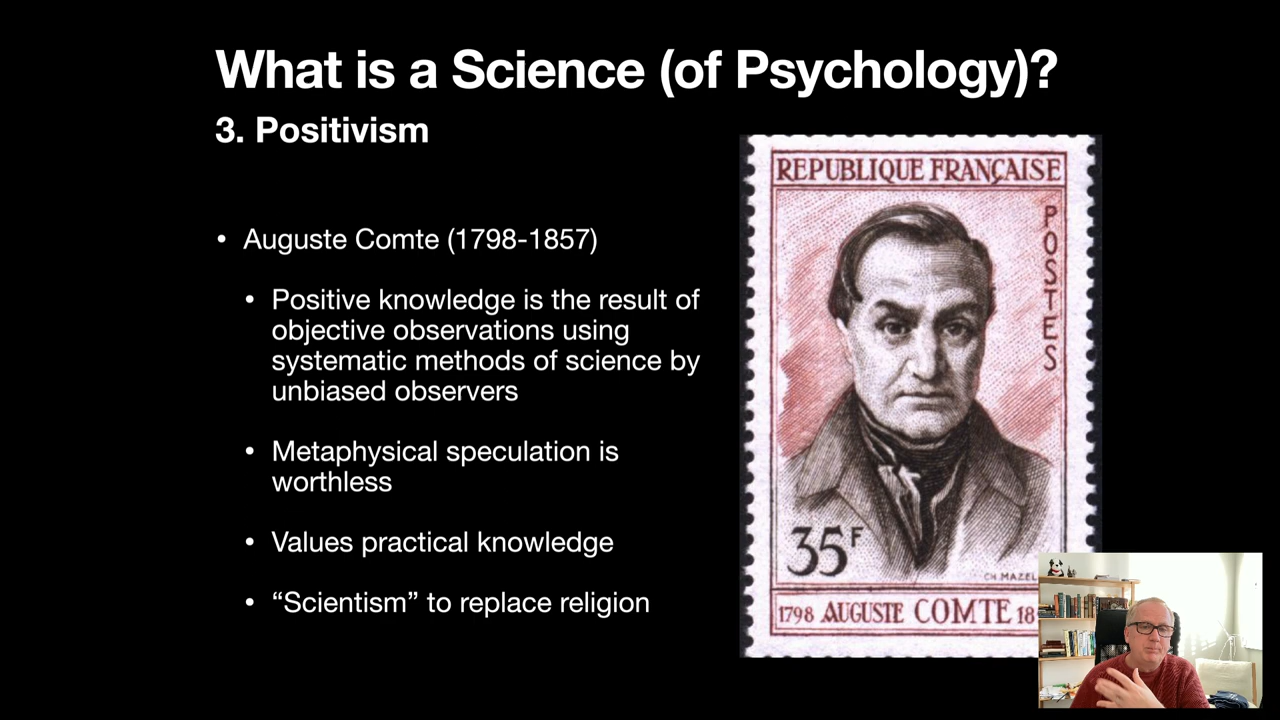 What is a Science (of Psychology)?
3. Positivism
• Auguste Comte (1798-1857)
• Positive knowledge is the result of
objective observations using
systematic methods of science by
unbiased observers
• Metaphysical speculation is
worthless
• Values practical knowledge
• “Scientism” to replace religion
REPUBLIQUE FRANÇAISE
POSTES
35F
CH MAZEL
1798 AUGUSTE COMTE 18